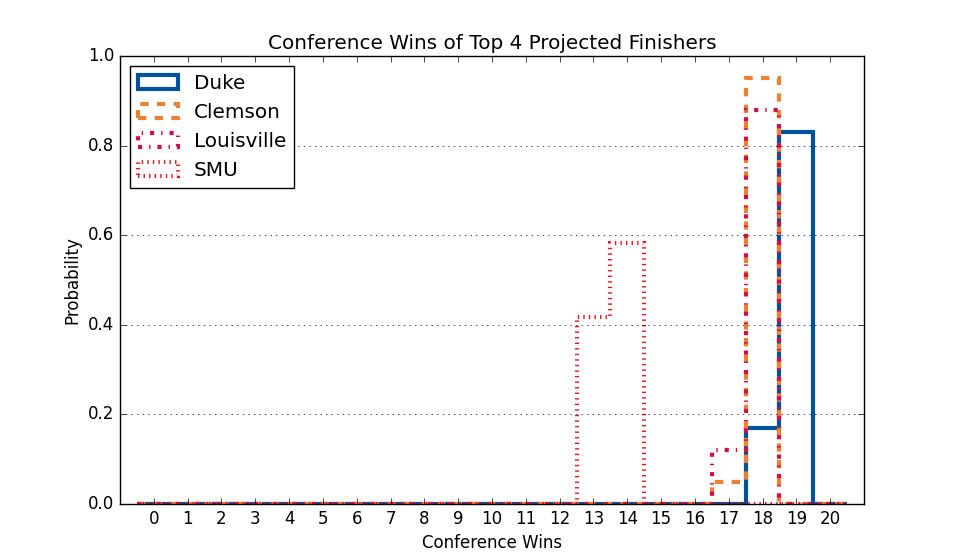 Conference Wins of Top 4 Projected Finishers
1.0
0.8
0.6
0.4
0.2
0.0
Probability
Duke
Clemson
Louisville
SMU
0 1 2 3 4 5 6 7 8 9 10 11 12 13 14 15 16 17 18 19 20
Conference Wins